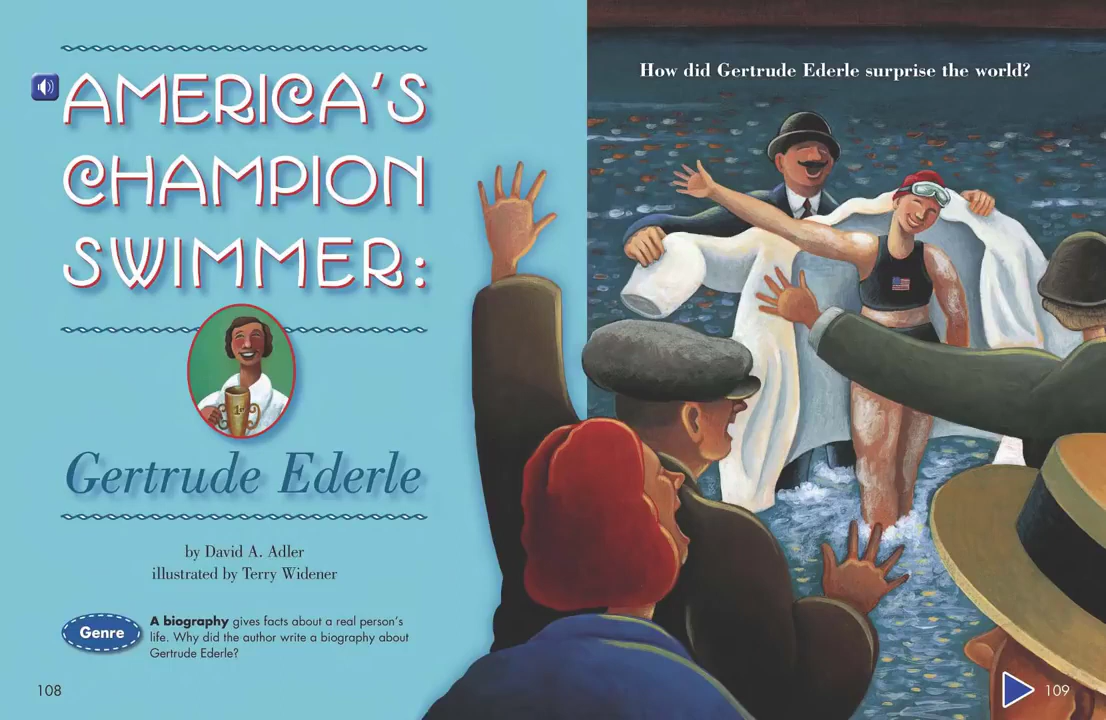 AMERICA'S
CHAMPION
SWIMMER:
1st
Gertrude Ederle
by David A. Adler
illustrated by Terry Widener
Genre
A biography gives facts about a real person's
life. Why did the author write a biography about
Gertrude Ederle?
108
How did Gertrude Ederle surprise the world?
109